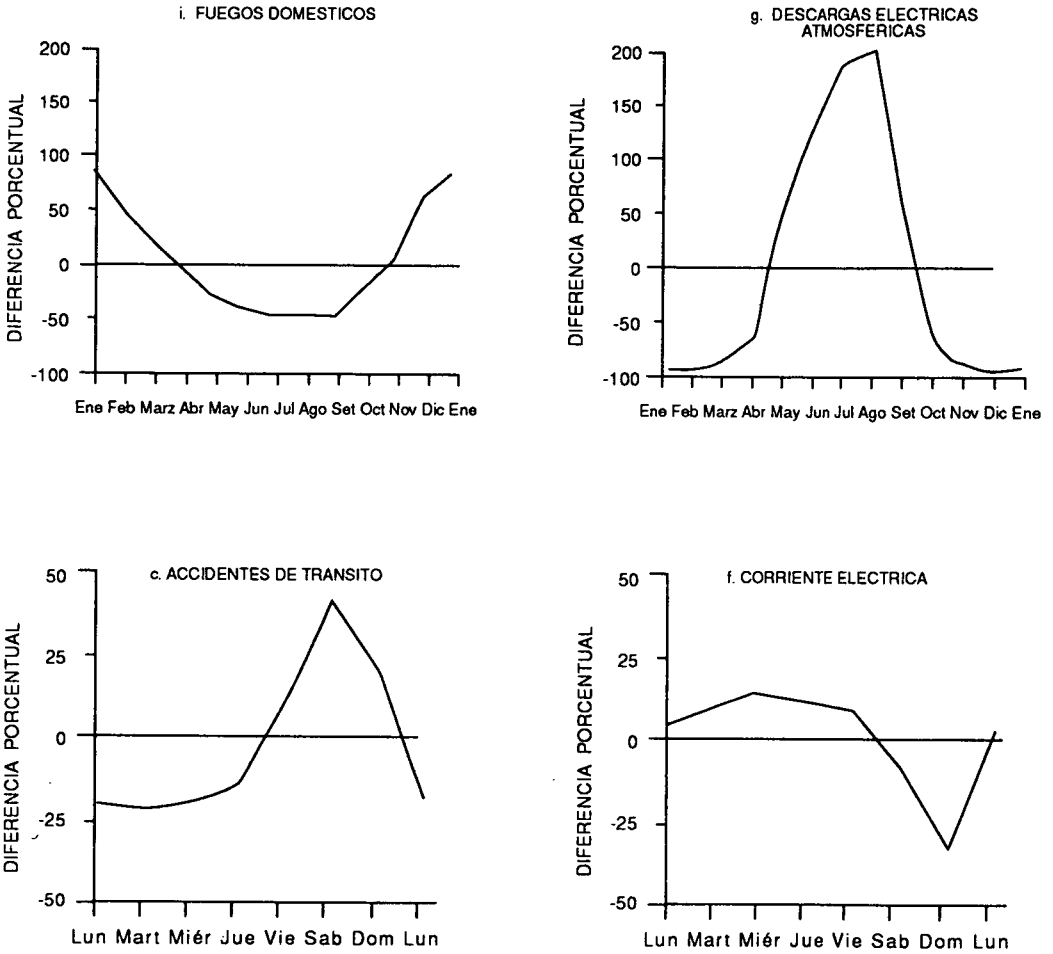 i. FUEGOS DOMESTICOS
DIFERENCIA PORCENTUAL
200
150
100
50
0
-50
-100
Ene Feb Marz Abr May Jun Jul Ago Set Oct Nov Dic Ene
g. DESCARGAS ELECTRICAS
ATMOSFERICAS
DIFERENCIA PORCENTUAL
200
150
100
50
0
-50
-100
Ene Feb Marz Abr May Jun Jul Ago Set Oct Nov Dic Ene
c. ACCIDENTES DE TRANSITO
DIFERENCIA PORCENTUAL
50
25
0
-25
-50
Lun Mart Miér Jue Vie Sab Dom Lun
f. CORRIENTE ELECTRICA
DIFERENCIA PORCENTUAL
50
25
0
-25
-50
Lun Mart Miér Jue Vie Sab Dom Lun